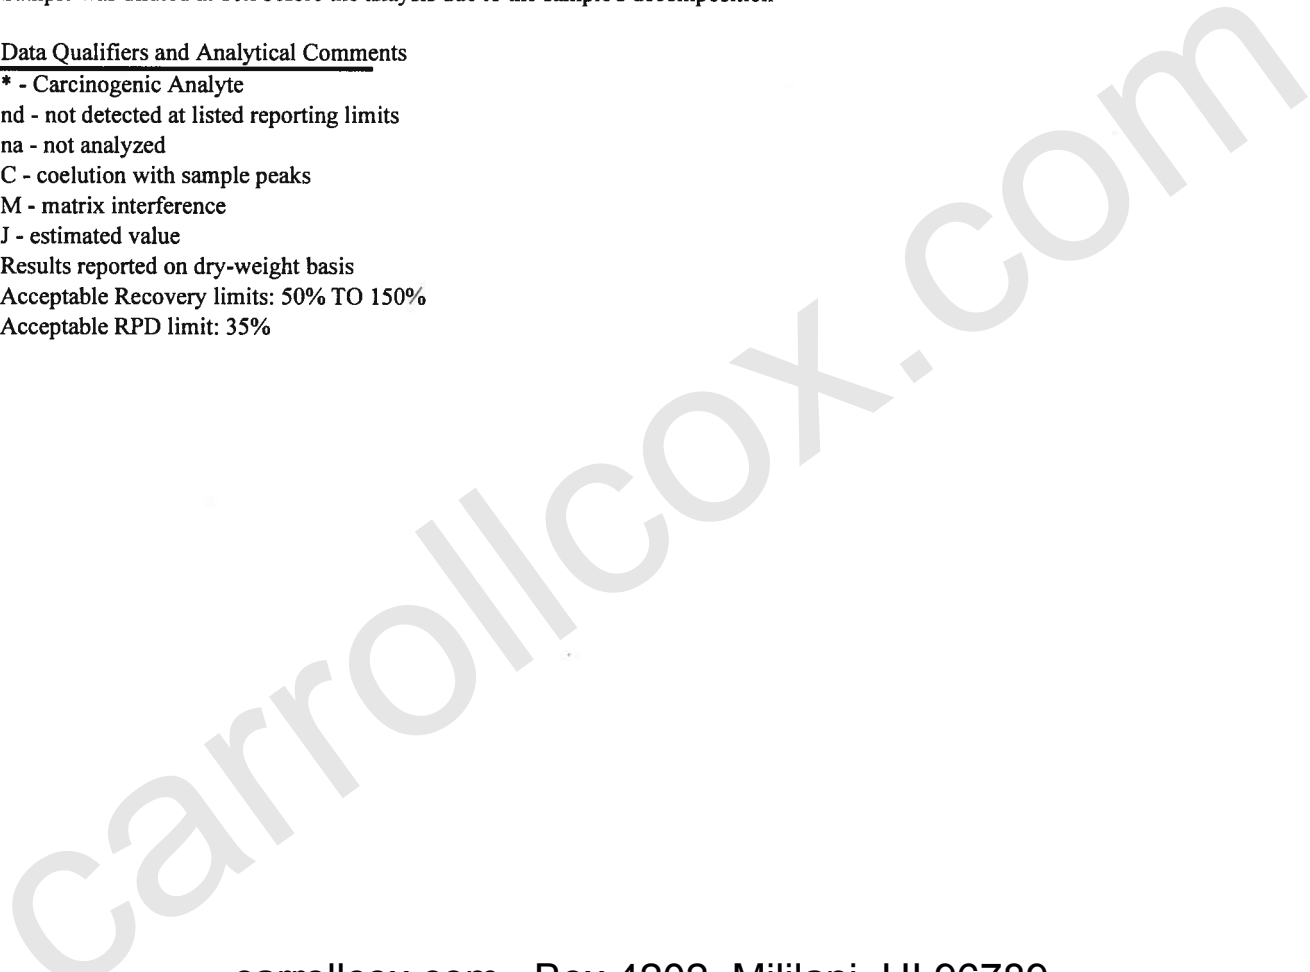 Data Qualifiers and Analytical Comments
* - Carcinogenic Analyte
nd - not detected at listed reporting limits
na - not analyzed
C - coelution with sample peaks
M - matrix interference
J - estimated value
Results reported on dry-weight basis
Acceptable Recovery limits: 50% TO 150%
Acceptable RPD limit: 35%
carrollcox.com